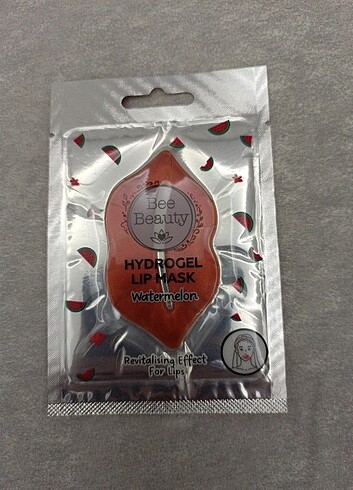 Bee
Beauty
HYDROGEL
LIP MASK
Watermelon
Revitalising Effect
For Lips